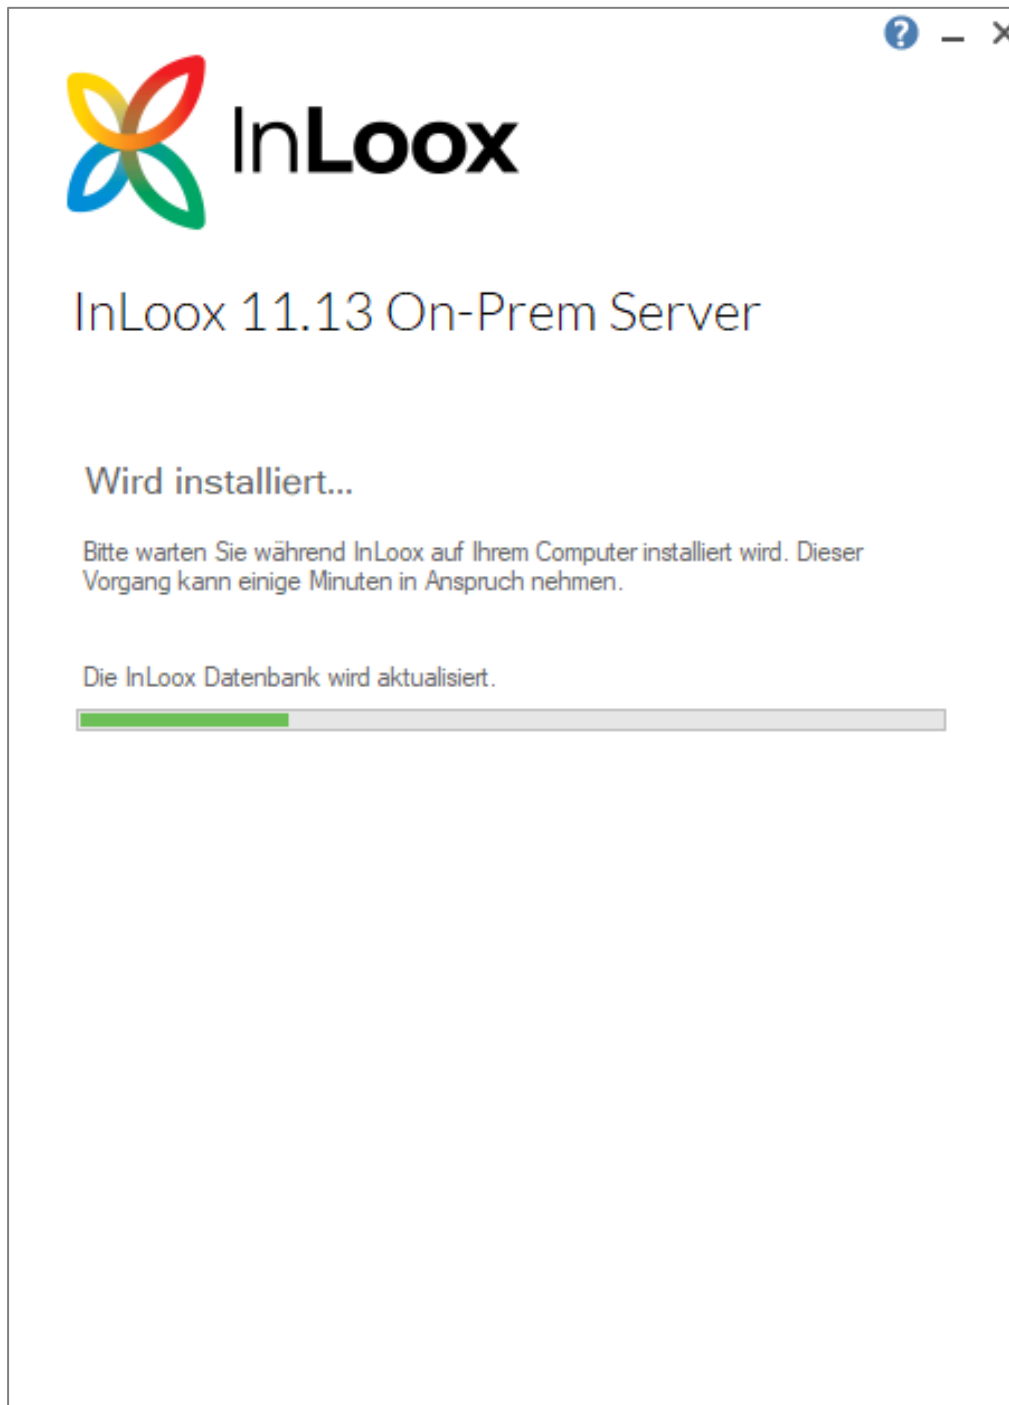 ?
InLoox
InLoox 11.13 On-Prem Server
Wird installiert...
Bitte warten Sie während InLoox auf Ihrem Computer installiert wird. Dieser
Vorgang kann einige Minuten in Anspruch nehmen.
Die InLoox Datenbank wird aktualisiert.